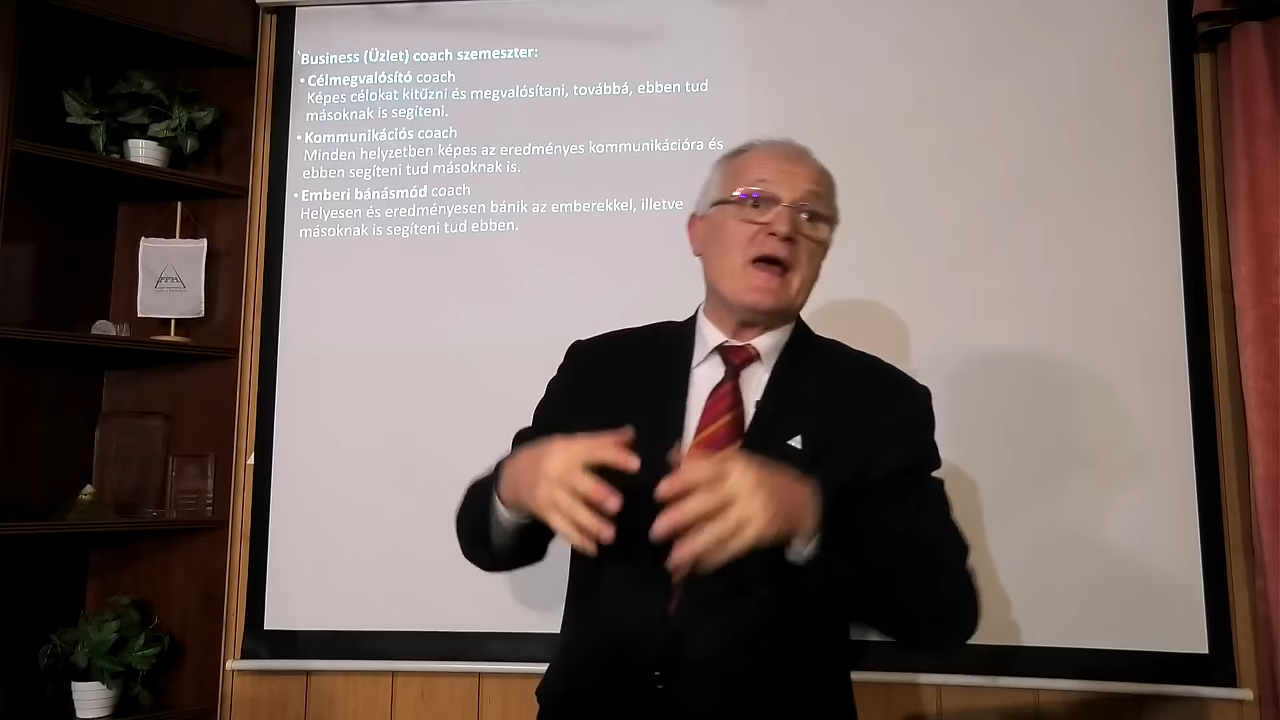 Business (Üzlet) coach szemeszter:
• Célmegvalósító coach
Képes célokat kitűzni és megvalósítani, továbbá, ebben tud
másoknak is segíteni.
• Kommunikációs coach
Minden helyzetben képes az eredményes kommunikációra és
ebben segíteni tud másoknak is.
• Emberi bánásmód coach
Helyesen és eredményesen bánik az emberekkel, illetve
másoknak is segíteni tud ebben.